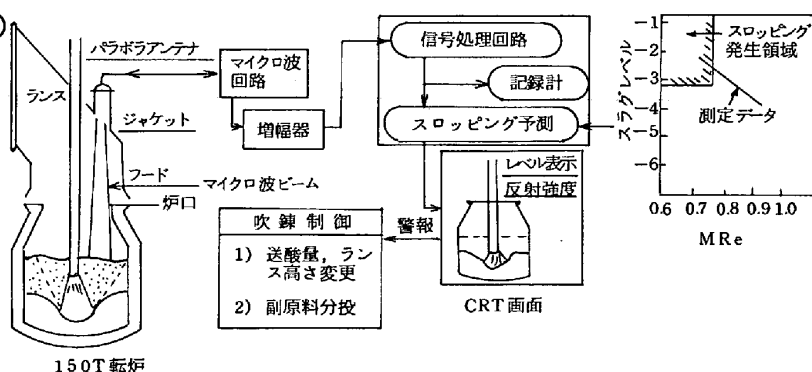 パラボラアンテナ
ランス
マイクロ波
回路
増幅器
ジャケット
フード
マイクロ波ビーム
炉口
150T転炉
信号処理回路
記録計
スロッピング予測
レベル表示
反射強度
CRT画面
警報
吹錬制御
1) 送酸量,ラン
ス高さ変更
2) 副原料分投
スラグレベル
-1
-2
-3
-4
-5
-6
スロッピング
発生領域
測定データ
0.6 0.7 0.8 0.9 1.0
MRe